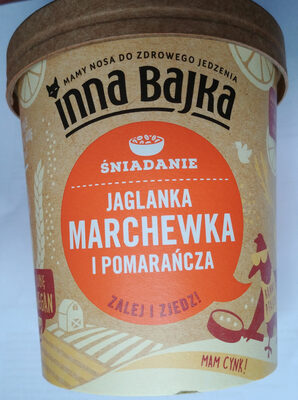 MAMY NOSA DO ZDROWEGO JEDZENIA
inna Bajka
ŚNIADANIE
JAGLANKA
MARCHEWKA
I POMARAŃCZA
ZALEJ I ZJEDZ!
MAM CYNK!